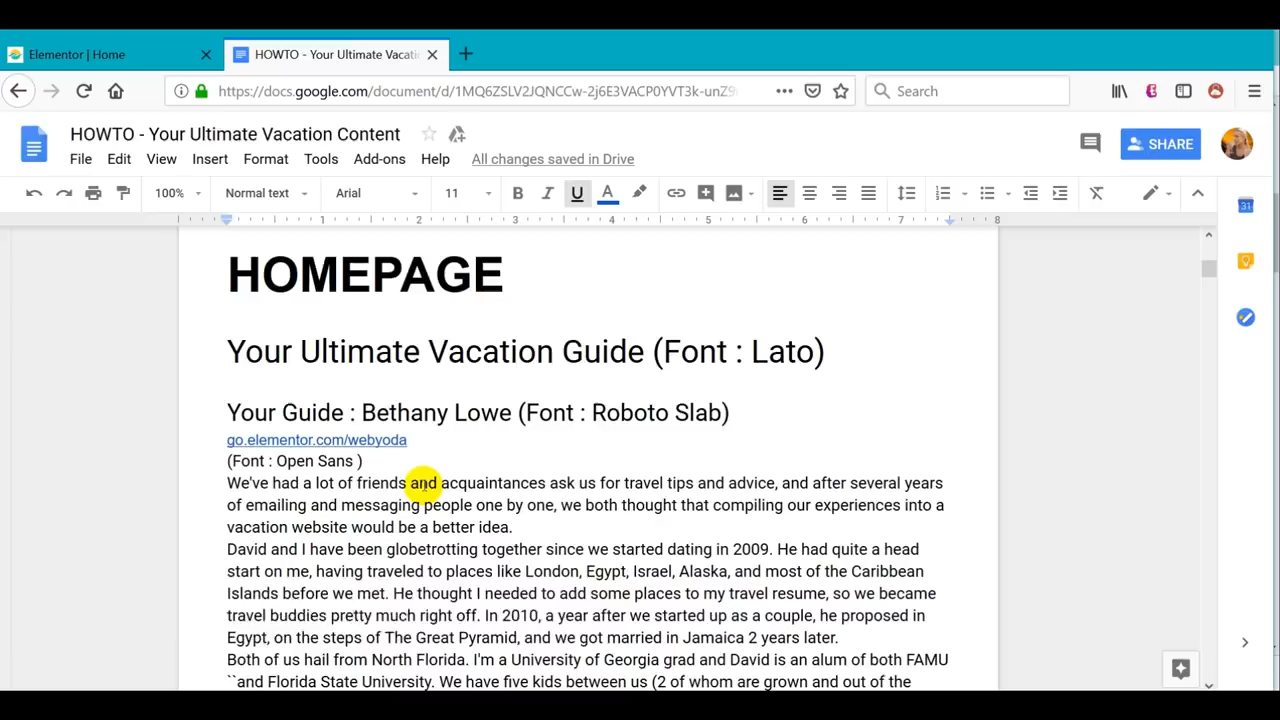 Elementor | Home
HOWTO - Your Ultimate Vacati
https://docs.google.com/document/d/1MQ6ZSLV2JQNCCw-2j6E3VACP0YVT3k-unZ9
Search
HOWTO - Your Ultimate Vacation Content
SHARE
File Edit View Insert Format Tools Add-ons Help All changes saved in Drive
100% Normal text Arial 11 B I U A
1 2 3 4 5 6 7 8
31
HOMEPAGE
Your Ultimate Vacation Guide (Font : Lato)
Your Guide : Bethany Lowe (Font : Roboto Slab)
go.elementor.com/webyoda
(Font : Open Sans )
We've had a lot of friends and acquaintances ask us for travel tips and advice, and after several years
of emailing and messaging people one by one, we both thought that compiling our experiences into a
vacation website would be a better idea.
David and I have been globetrotting together since we started dating in 2009. He had quite a head
start on me, having traveled to places like London, Egypt, Israel, Alaska, and most of the Caribbean
Islands before we met. He thought I needed to add some places to my travel resume, so we became
travel buddies pretty much right off. In 2010, a year after we started up as a couple, he proposed in
Egypt, on the steps of The Great Pyramid, and we got married in Jamaica 2 years later.
Both of us hail from North Florida. I'm a University of Georgia grad and David is an alum of both FAMU
``and Florida State University. We have five kids between us (2 of whom are grown and out of the